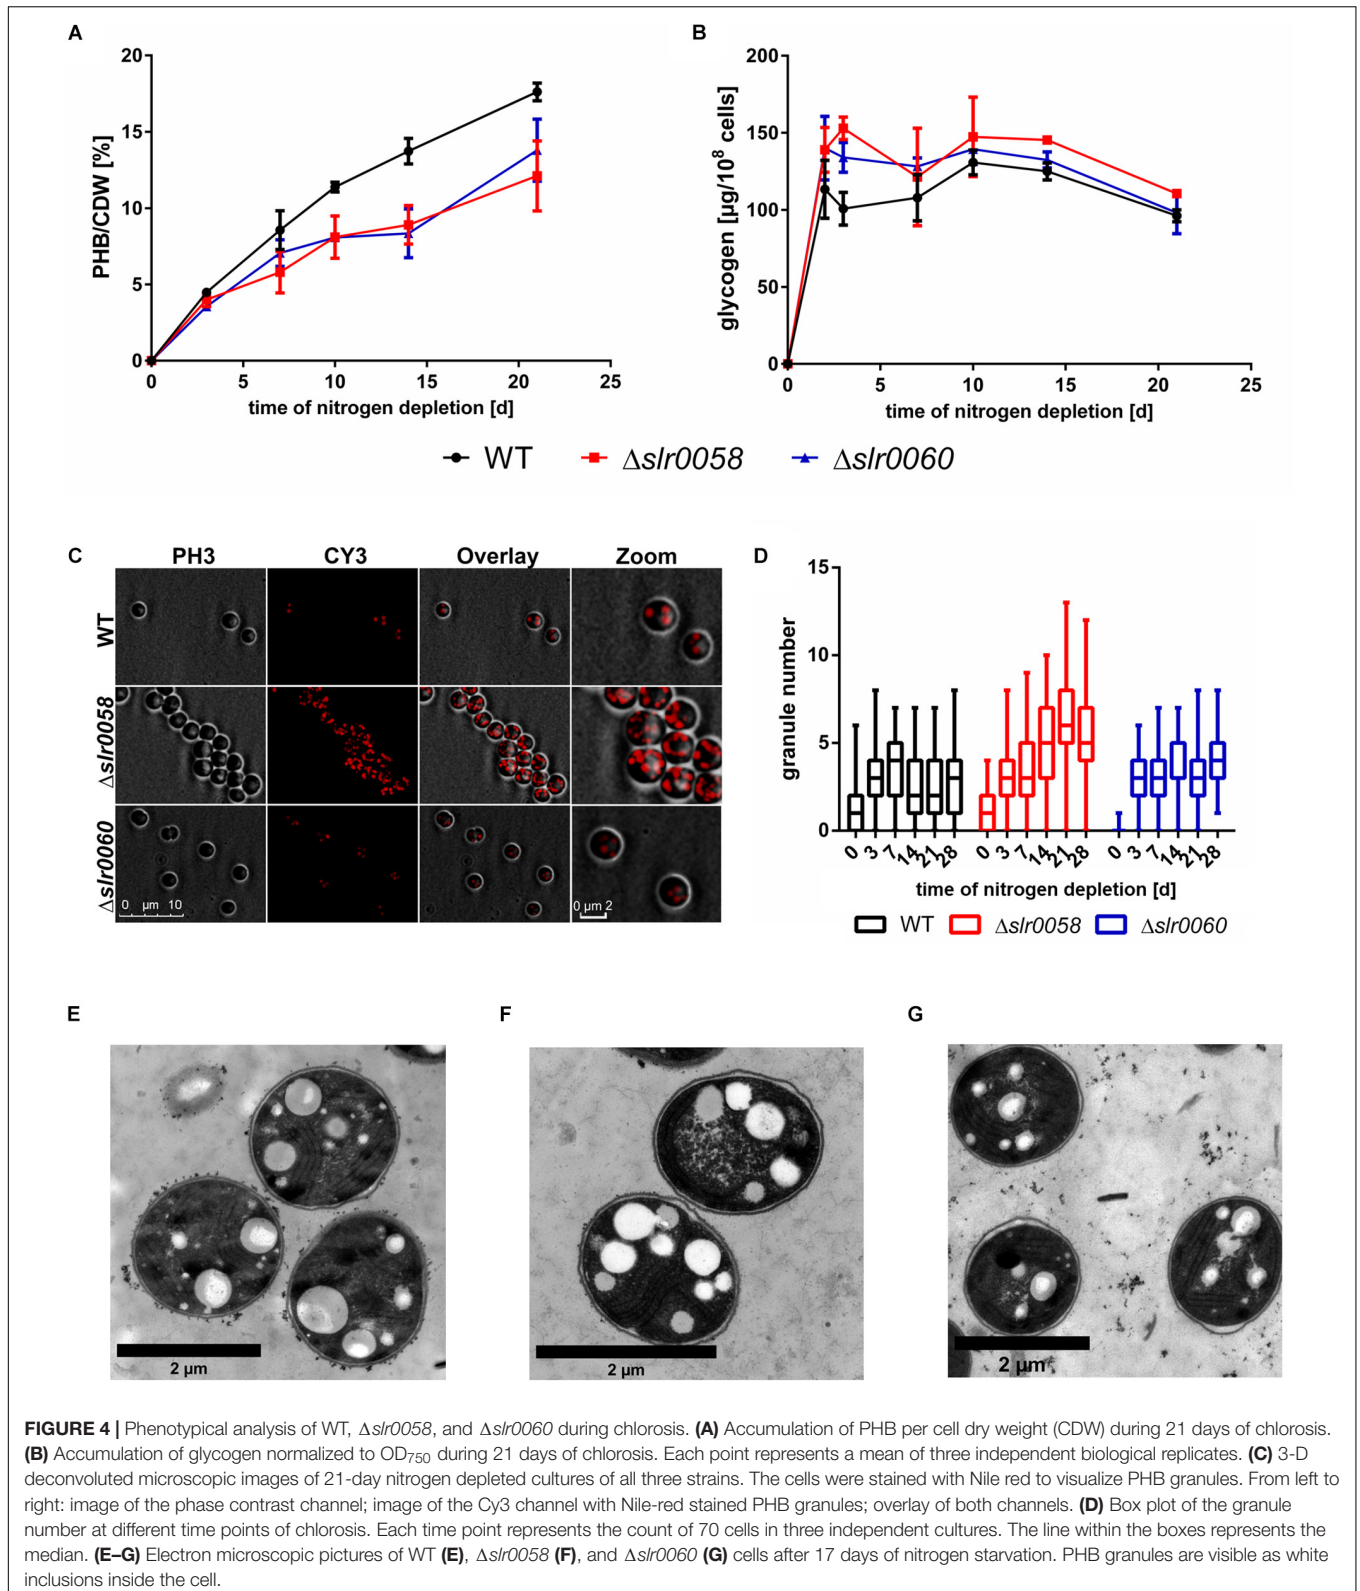 A
B
20
15
10
5
0
PHB/CDW [%]
0 5 10 15 20 25
time of nitrogen depletion [d]
200
150
100
50
0
glycogen [µg/10⁸ cells]
0 5 10 15 20 25
time of nitrogen depletion [d]
WT Δslr0058 Δslr0060
C
PH3 CY3 Overlay Zoom
WT
Δslr0058
Δslr0060
0 µm 10
0 µm 2
D
15
10
5
0
granule number
0 3 7 14 21 28 0 3 7 14 21 28 0 3 7 14 21 28
time of nitrogen depletion [d]
WT Δslr0058 Δslr0060
E
F
G
2 µm
2 µm
2 µm
FIGURE 4 | Phenotypical analysis of WT, Δslr0058, and Δslr0060 during chlorosis. (A) Accumulation of PHB per cell dry weight (CDW) during 21 days of chlorosis.
(B) Accumulation of glycogen normalized to OD₇₅₀ during 21 days of chlorosis. Each point represents a mean of three independent biological replicates. (C) 3-D
deconvoluted microscopic images of 21-day nitrogen depleted cultures of all three strains. The cells were stained with Nile red to visualize PHB granules. From left to
right: image of the phase contrast channel; image of the Cy3 channel with Nile-red stained PHB granules; overlay of both channels. (D) Box plot of the granule
number at different time points of chlorosis. Each time point represents the count of 70 cells in three independent cultures. The line within the boxes represents the
median. (E–G) Electron microscopic pictures of WT (E), Δslr0058 (F), and Δslr0060 (G) cells after 17 days of nitrogen starvation. PHB granules are visible as white
inclusions inside the cell.